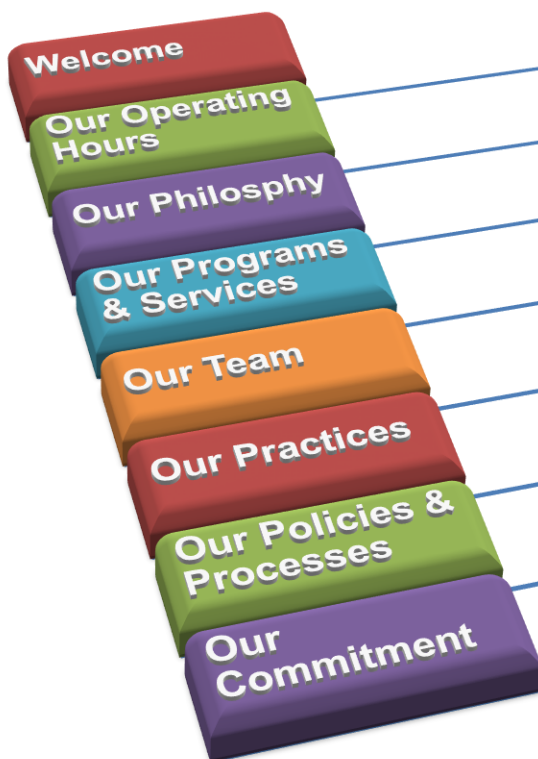 Welcome
Our Operating
Hours
Our Philosphy
Our Programs
& Services
Our Team
Our Practices
Our Policies &
Processes
Our
Commitment